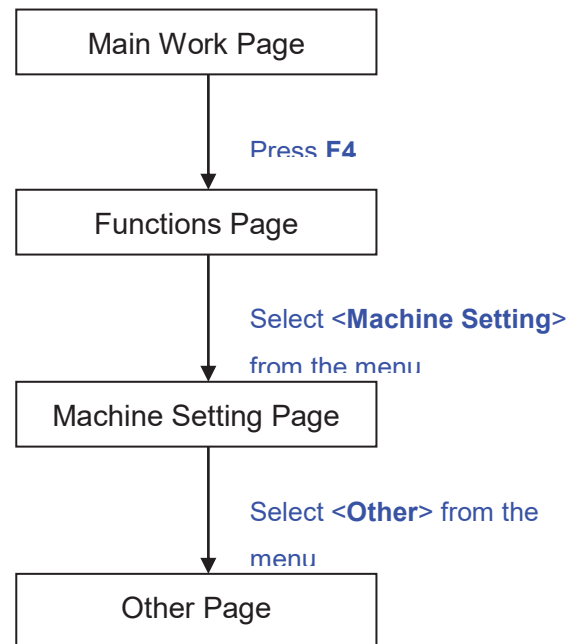 Main Work Page
Press F4
Functions Page
Select <Machine Setting>
from the menu
Machine Setting Page
Select <Other> from the
menu
Other Page